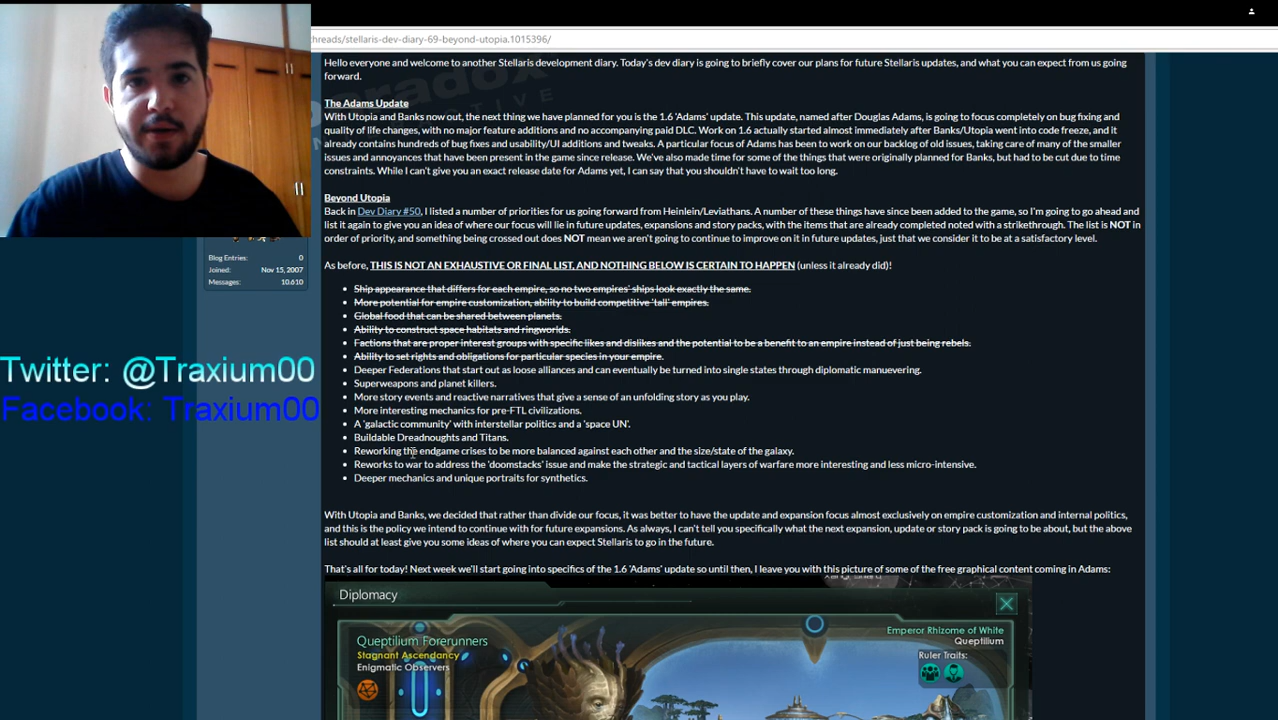 hreads/stellaris-dev-diary-69-beyond-utopia.1015396/
Hello everyone and welcome to another Stellaris development diary. Today's dev diary is going to briefly cover our plans for future Stellaris updates, and what you can expect from us going
forward.
The Adams Update
With Utopia and Banks now out, the next thing we have planned for you is the 1.6 'Adams' update. This update, named after Douglas Adams, is going to focus completely on bug fixing and
quality of life changes, with no major feature additions and no accompanying paid DLC. Work on 1.6 actually started almost immediately after Banks/Utopia went into code freeze, and it
already contains hundreds of bug fixes and usability/UI additions and tweaks. A particular focus of Adams has been to work on our backlog of old issues, taking care of many of the smaller
issues and annoyances that have been present in the game since release. We've also made time for some of the things that were originally planned for Banks, but had to be cut due to time
constraints. While I can't give you an exact release date for Adams yet, I can say that you shouldn't have to wait too long.
Beyond Utopia
Back in Dev Diary #50, I listed a number of priorities for us going forward from Heinlein/Leviathans. A number of these things have since been added to the game, so I'm going to go ahead and
list it again to give you an idea of where our focus will lie in future updates, expansions and story packs, with the items that are already completed noted with a strikethrough. The list is NOT in
order of priority, and something being crossed out does NOT mean we aren't going to continue to improve on it in future updates, just that we consider it to be at a satisfactory level.
As before, THIS IS NOT AN EXHAUSTIVE OR FINAL LIST, AND NOTHING BELOW IS CERTAIN TO HAPPEN (unless it already did)!
Blog Entries: 0
Joined: Nov 15, 2007
Messages: 10.610
• Ship appearance that differs for each empire, so no two empires' ships look exactly the same.
• More potential for empire customization, ability to build competitive 'tall' empires.
• Global food that can be shared between planets.
• Ability to construct space habitats and ringworlds.
• Factions that are proper interest groups with specific likes and dislikes and the potential to be a benefit to an empire instead of just being rebels.
• Ability to set rights and obligations for particular species in your empire.
• Deeper Federations that start out as loose alliances and can eventually be turned into single states through diplomatic manuevering.
• Superweapons and planet killers.
• More story events and reactive narratives that give a sense of an unfolding story as you play.
• More interesting mechanics for pre-FTL civilizations.
• A 'galactic community' with interstellar politics and a 'space UN'.
• Buildable Dreadnoughts and Titans.
• Reworking the endgame crises to be more balanced against each other and the size/state of the galaxy.
• Reworks to war to address the 'doomstacks' issue and make the strategic and tactical layers of warfare more interesting and less micro-intensive.
• Deeper mechanics and unique portraits for synthetics.
Twitter: @Traxium00
Facebook: Traxium00
With Utopia and Banks, we decided that rather than divide our focus, it was better to have the update and expansion focus almost exclusively on empire customization and internal politics,
and this is the policy we intend to continue with for future expansions. As always, I can't tell you specifically what the next expansion, update or story pack is going to be about, but the above
list should at least give you some ideas of where you can expect Stellaris to go in the future.
That's all for today! Next week we'll start going into specifics of the 1.6 'Adams' update so until then, I leave you with this picture of some of the free graphical content coming in Adams:
Diplomacy
Queptilium Forerunners
Stagnant Ascendancy
Enigmatic Observers
Emperor Rhizome of White
Queptilium
Ruler Traits: